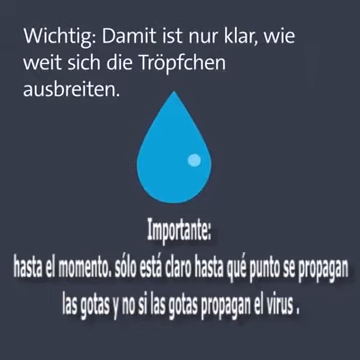 Wichtig: Damit ist nur klar, wie
weit sich die Tröpfchen
ausbreiten.
Importante:
hasta el momento. sólo está claro hasta qué punto se propagan
las gotas y no si las gotas propagan el virus .